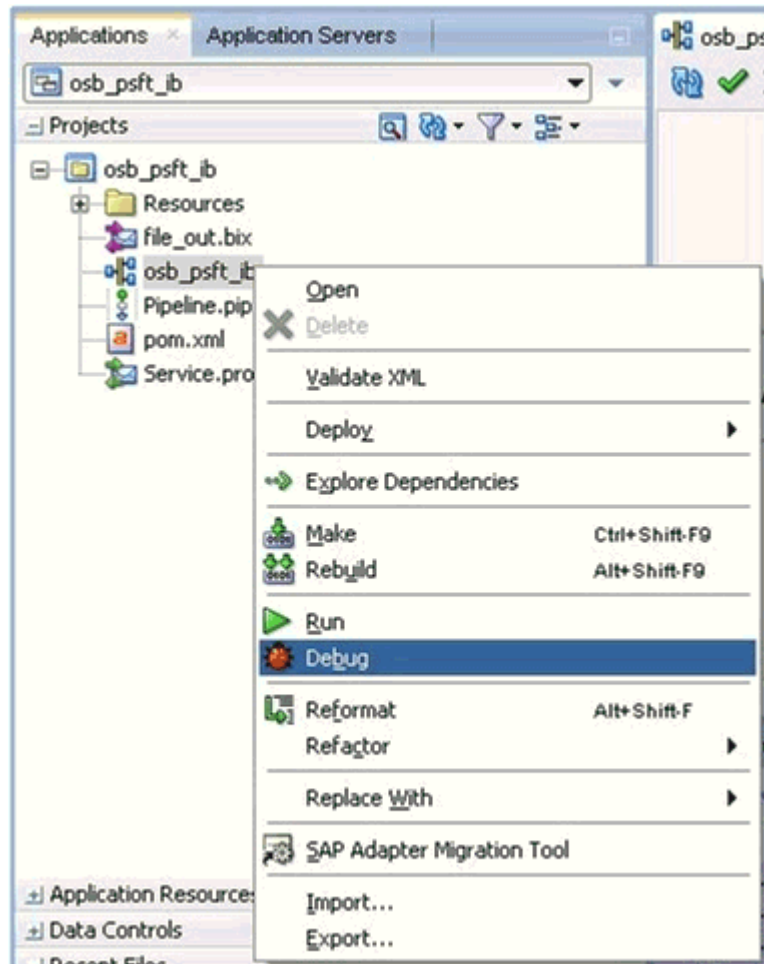 Applications
Application Servers
osb_ps
osb_psft_ib
Projects
osb_psft_ib
Resources
file_out.bix
osb_psft_ib
Pipeline.pip
pom.xml
Service.pro
Open
Delete
Validate XML
Deploy
Explore Dependencies
Make Ctrl+Shift-F9
Rebuild Alt+Shift-F9
Run
Debug
Reformat Alt+Shift-F
Refactor
Replace With
SAP Adapter Migration Tool
Import...
Export...
Application Resources
Data Controls
Recent Files